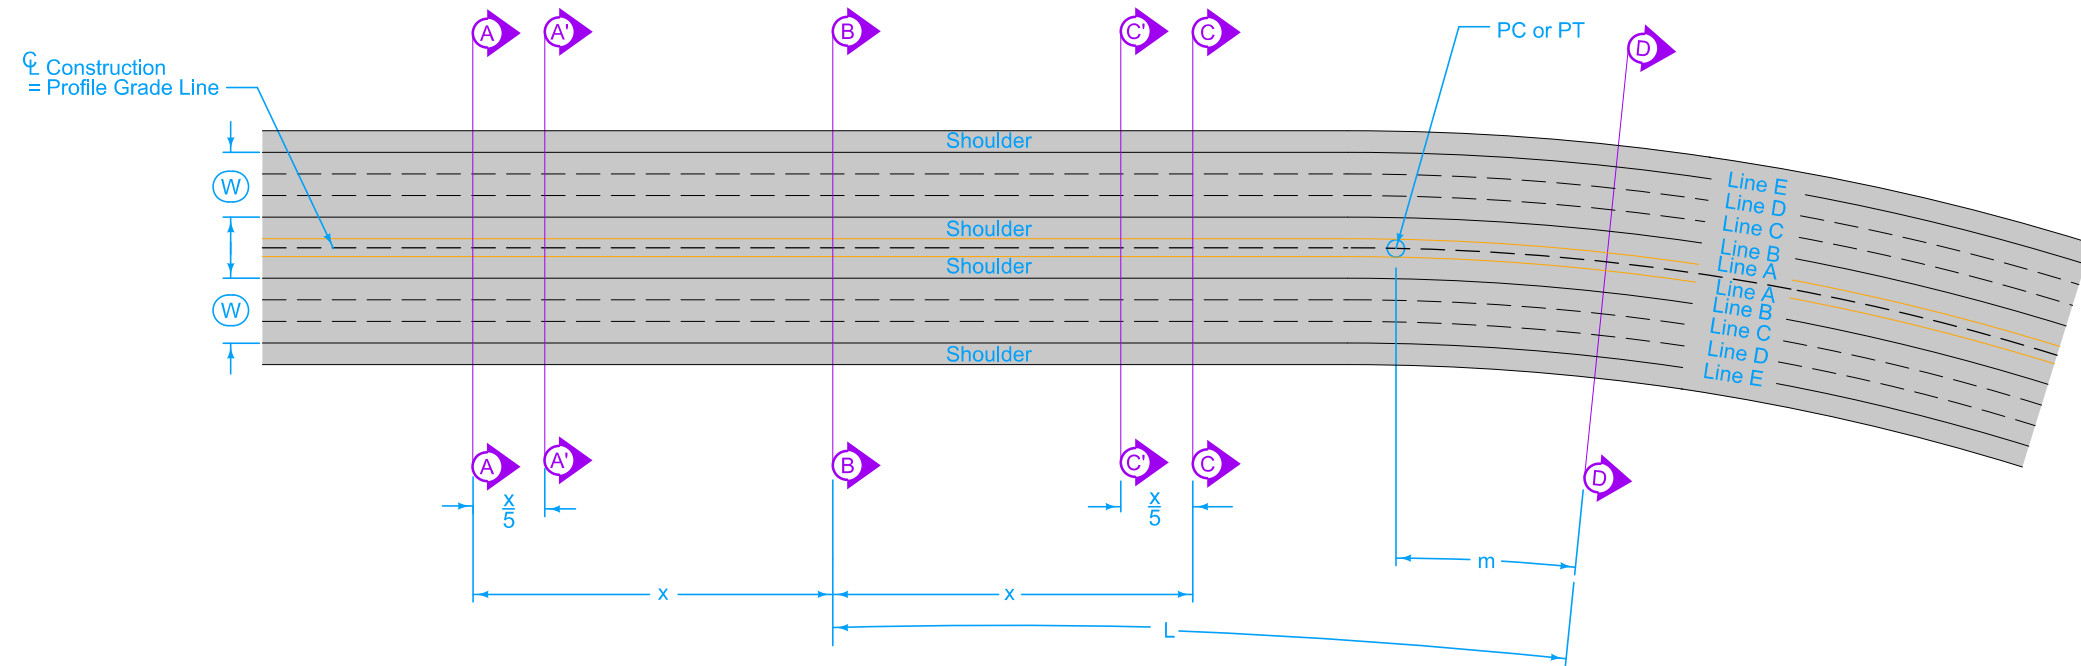 A A' B C' C D
PC or PT
℄ Construction
= Profile Grade Line
Shoulder
W
Shoulder
Shoulder
W
Shoulder
Line E
Line D
Line C
Line B
Line A
Line A
Line B
Line C
Line D
Line E
A A' B C' C D
x/5
x/5
m
x
x
L